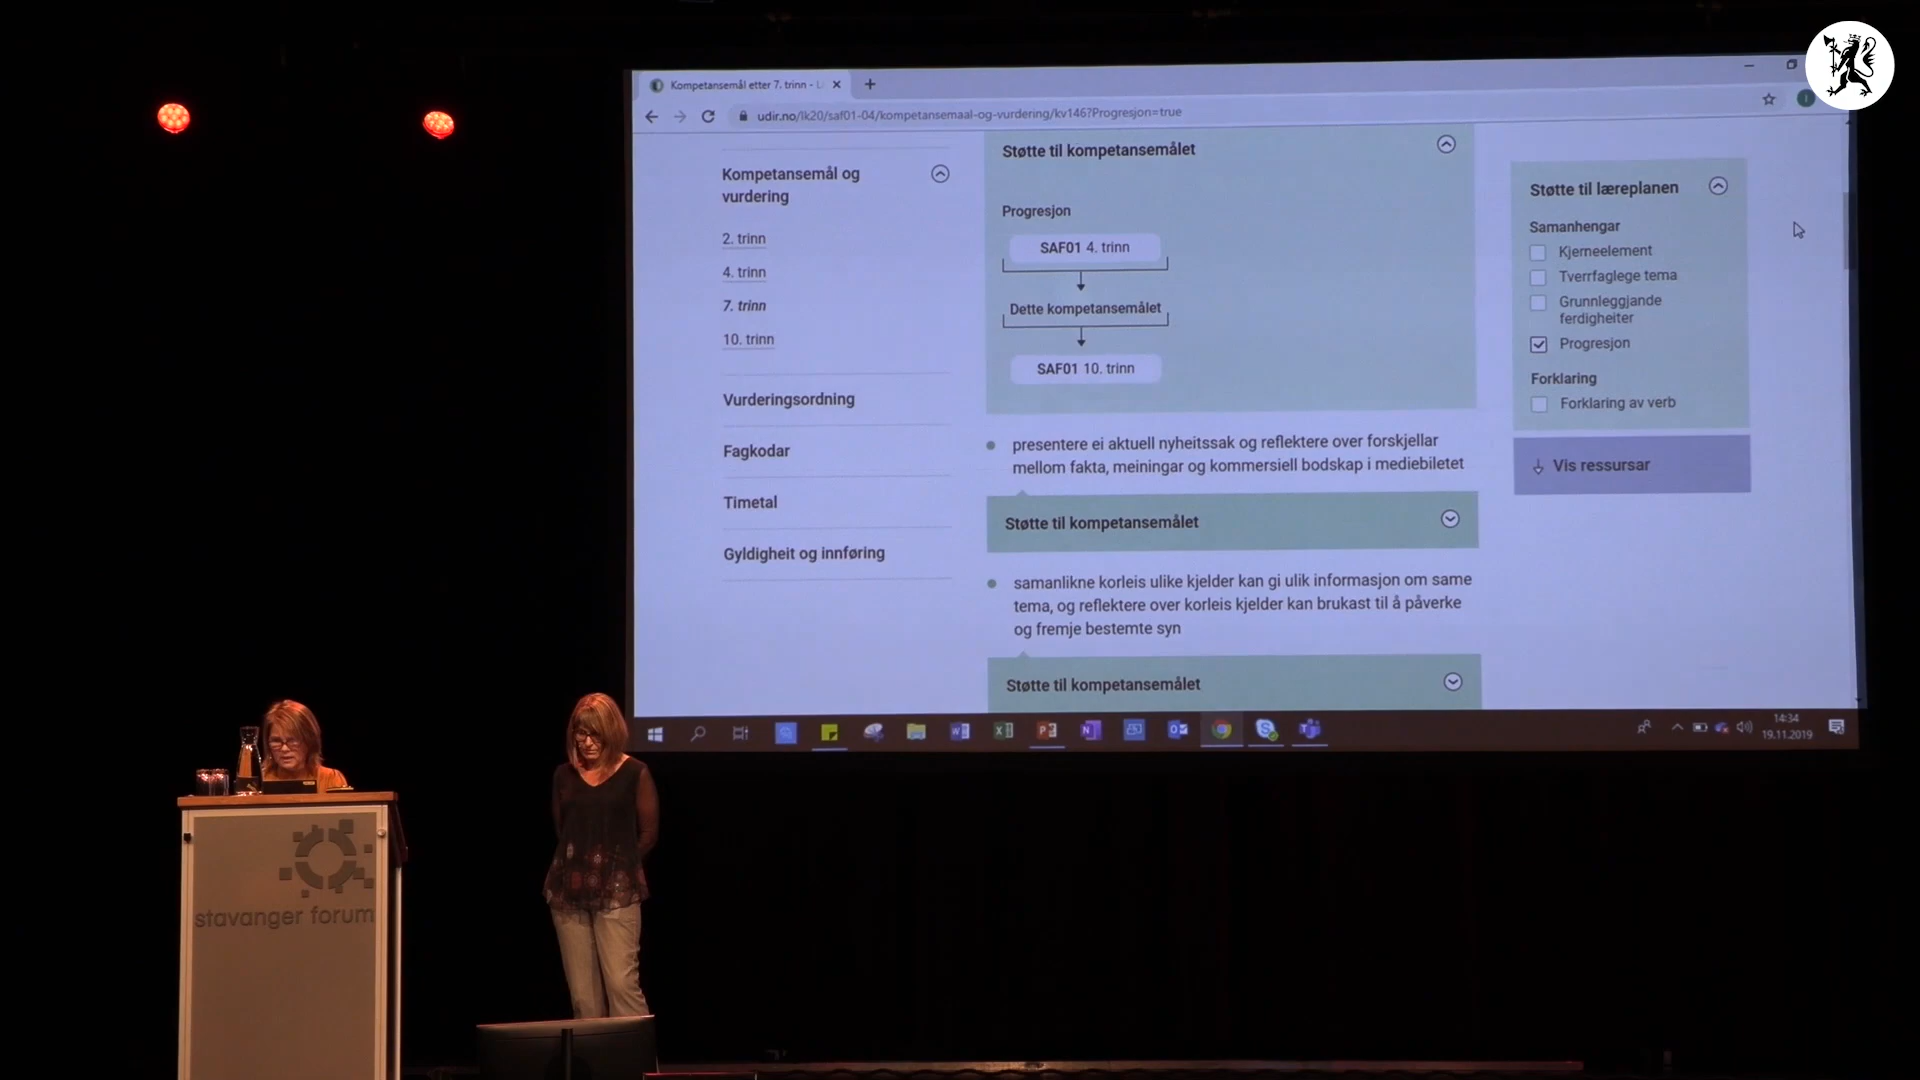 Kompetansemål etter 7. trinn - L
udir.no/lk20/saf01-04/kompetansemaal-og-vurdering/kv146?Progresjon=true
Kompetansemål og
vurdering
2. trinn
4. trinn
7. trinn
10. trinn
Vurderingsordning
Fagkodar
Timetal
Gyldigheit og innføring
Støtte til kompetansemålet
Progresjon
SAF01 4. trinn
Dette kompetansemålet
SAF01 10. trinn
presentere ei aktuell nyheitssak og reflektere over forskjellar
mellom fakta, meiningar og kommersiell bodskap i mediebiletet
Støtte til kompetansemålet
samanlikne korleis ulike kjelder kan gi ulik informasjon om same
tema, og reflektere over korleis kjelder kan brukast til å påverke
og fremje bestemte syn
Støtte til kompetansemålet
Støtte til læreplanen
Samanhengar
Kjerneelement
Tverrfaglege tema
Grunnleggjande
ferdigheiter
Progresjon
Forklaring
Forklaring av verb
Vis ressursar
14:34
19.11.2019
stavanger forum